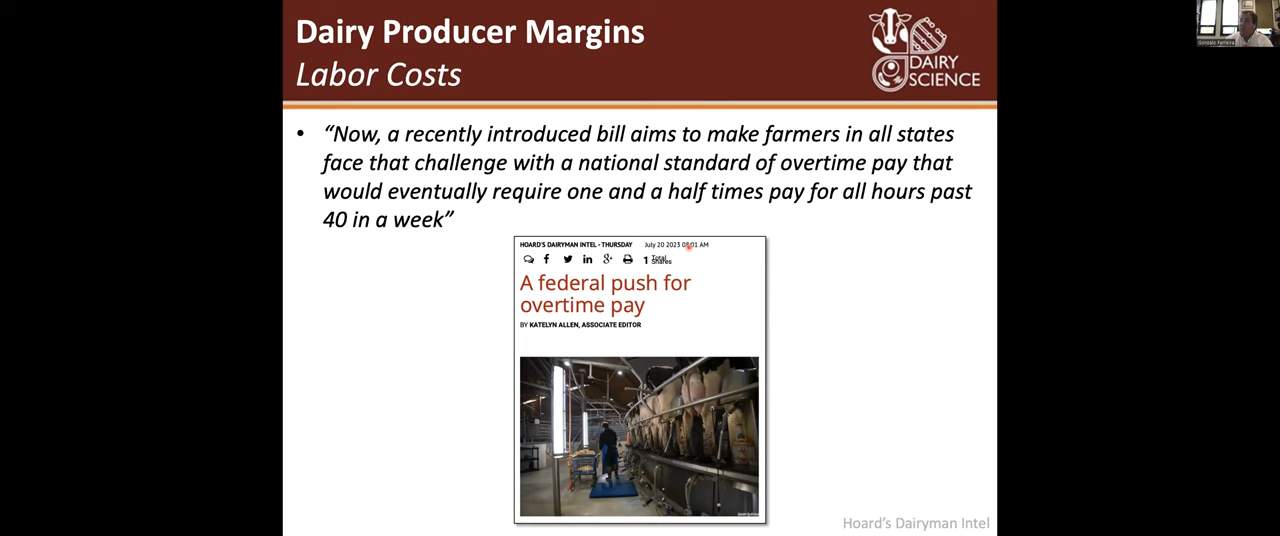 Dairy Producer Margins
Labor Costs
DAIRY
SCIENCE
Gonzalo Ferreira
• “Now, a recently introduced bill aims to make farmers in all states
face that challenge with a national standard of overtime pay that
would eventually require one and a half times pay for all hours past
40 in a week”
HOARD'S DAIRYMAN INTEL - THURSDAY July 20 2023 08:01 AM
1 Total
Shares
A federal push for
overtime pay
BY KATELYN ALLEN, ASSOCIATE EDITOR
Hoard’s Dairyman Intel